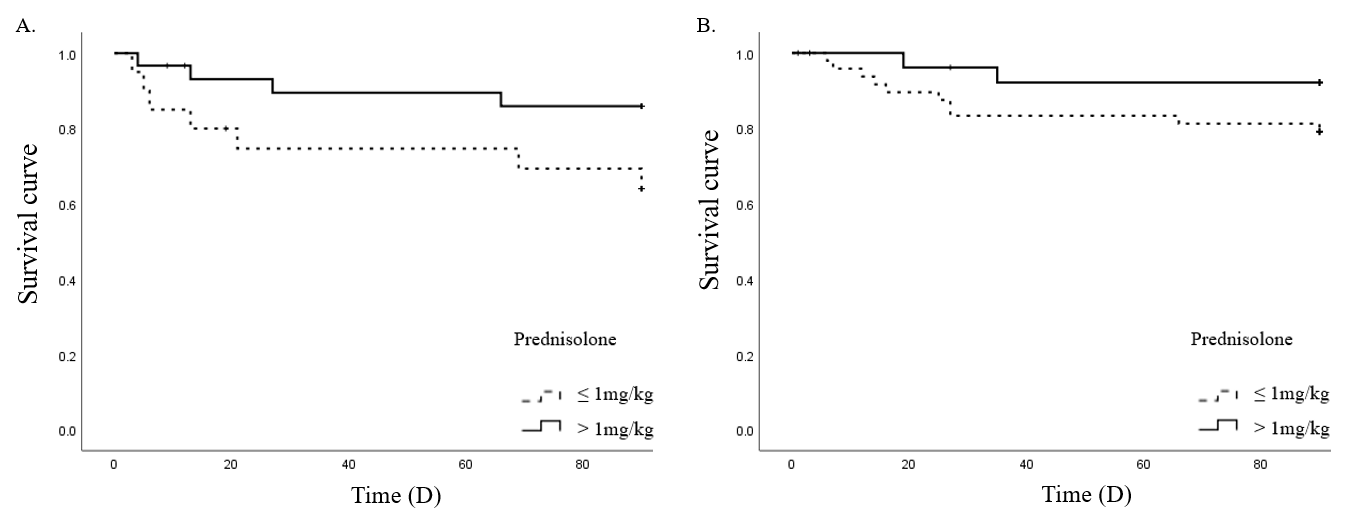 A.
1.0
0.8
0.6
0.4
0.2
0.0
Survival curve
0 20 40 60 80
Time (D)
Prednisolone
≤ 1mg/kg
> 1mg/kg
B.
1.0
0.8
0.6
0.4
0.2
0.0
Survival curve
0 20 40 60 80
Time (D)
Prednisolone
≤ 1mg/kg
> 1mg/kg